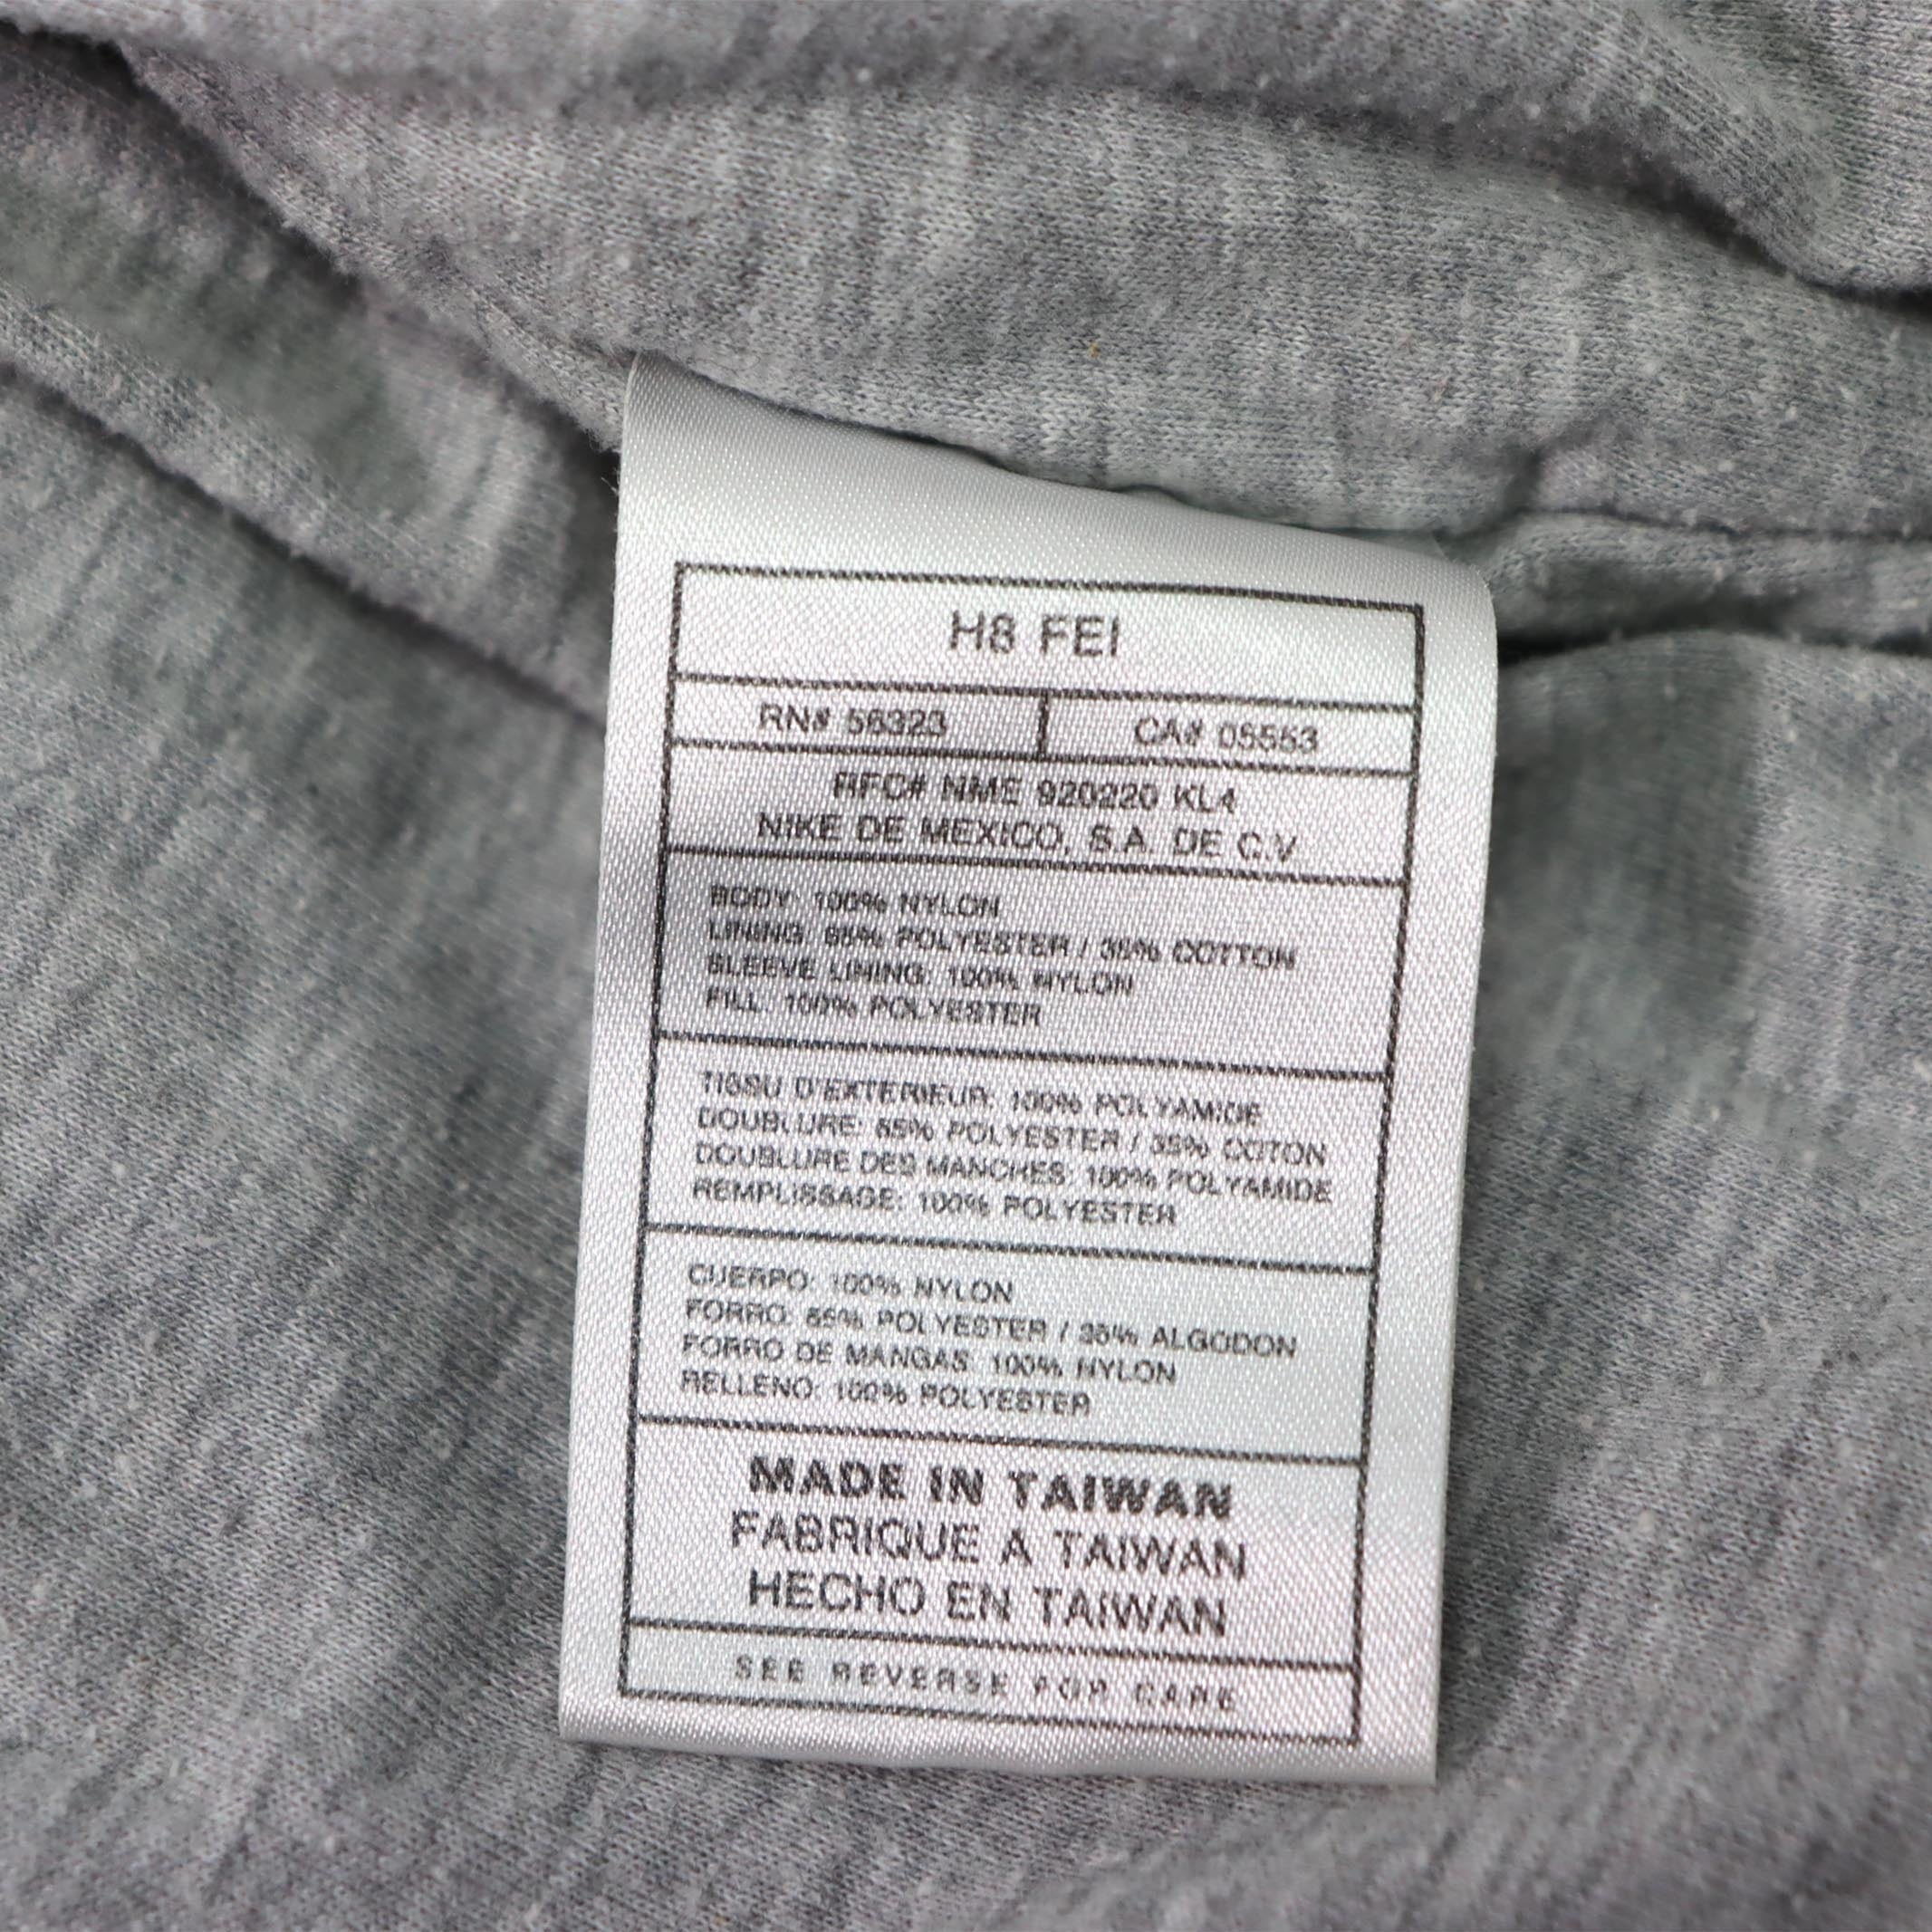 H8 FEI
RN# 56323 CA# 05553
RFC# NME 920220 KL4
NIKE DE MEXICO, S.A. DE C.V
BODY: 100% NYLON
LINING: 65% POLYESTER / 35% COTTON
SLEEVE LINING: 100% NYLON
FILL: 100% POLYESTER
TISSU D'EXTERIEUR: 100% POLYAMIDE
DOUBLURE: 65% POLYESTER / 35% COTON
DOUBLURE DES MANCHES: 100% POLYAMIDE
REMPLISSAGE: 100% POLYESTER
CUERPO: 100% NYLON
FORRO: 65% POLYESTER / 35% ALGODON
FORRO DE MANGAS: 100% NYLON
RELLENO: 100% POLYESTER
MADE IN TAIWAN
FABRIQUE A TAIWAN
HECHO EN TAIWAN
SEE REVERSE FOR CARE